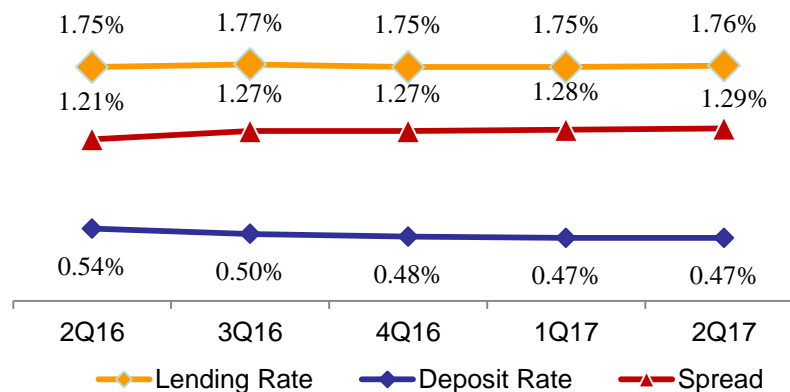 1.75% 1.77% 1.75% 1.75% 1.76%
1.21% 1.27% 1.27% 1.28% 1.29%
0.54% 0.50% 0.48% 0.47% 0.47%
2Q16 3Q16 4Q16 1Q17 2Q17
Lending Rate Deposit Rate Spread